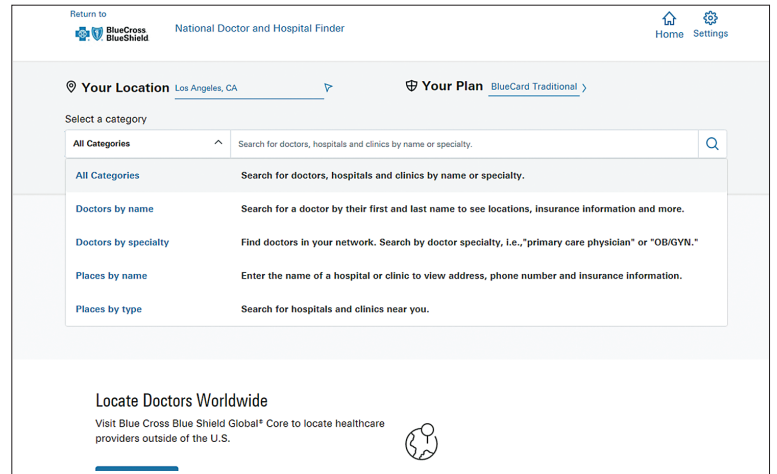 Return to
BlueCross
BlueShield
National Doctor and Hospital Finder
Home
Settings
Your Location
Los Angeles, CA
Your Plan
BlueCard Traditional
Select a category
All Categories
Search for doctors, hospitals and clinics by name or specialty.
All Categories
Search for doctors, hospitals and clinics by name or specialty.
Doctors by name
Search for a doctor by their first and last name to see locations, insurance information and more.
Doctors by specialty
Find doctors in your network. Search by doctor specialty, i.e.,"primary care physician" or "OB/GYN."
Places by name
Enter the name of a hospital or clinic to view address, phone number and insurance information.
Places by type
Search for hospitals and clinics near you.
Locate Doctors Worldwide
Visit Blue Cross Blue Shield Global® Core to locate healthcare
providers outside of the U.S.